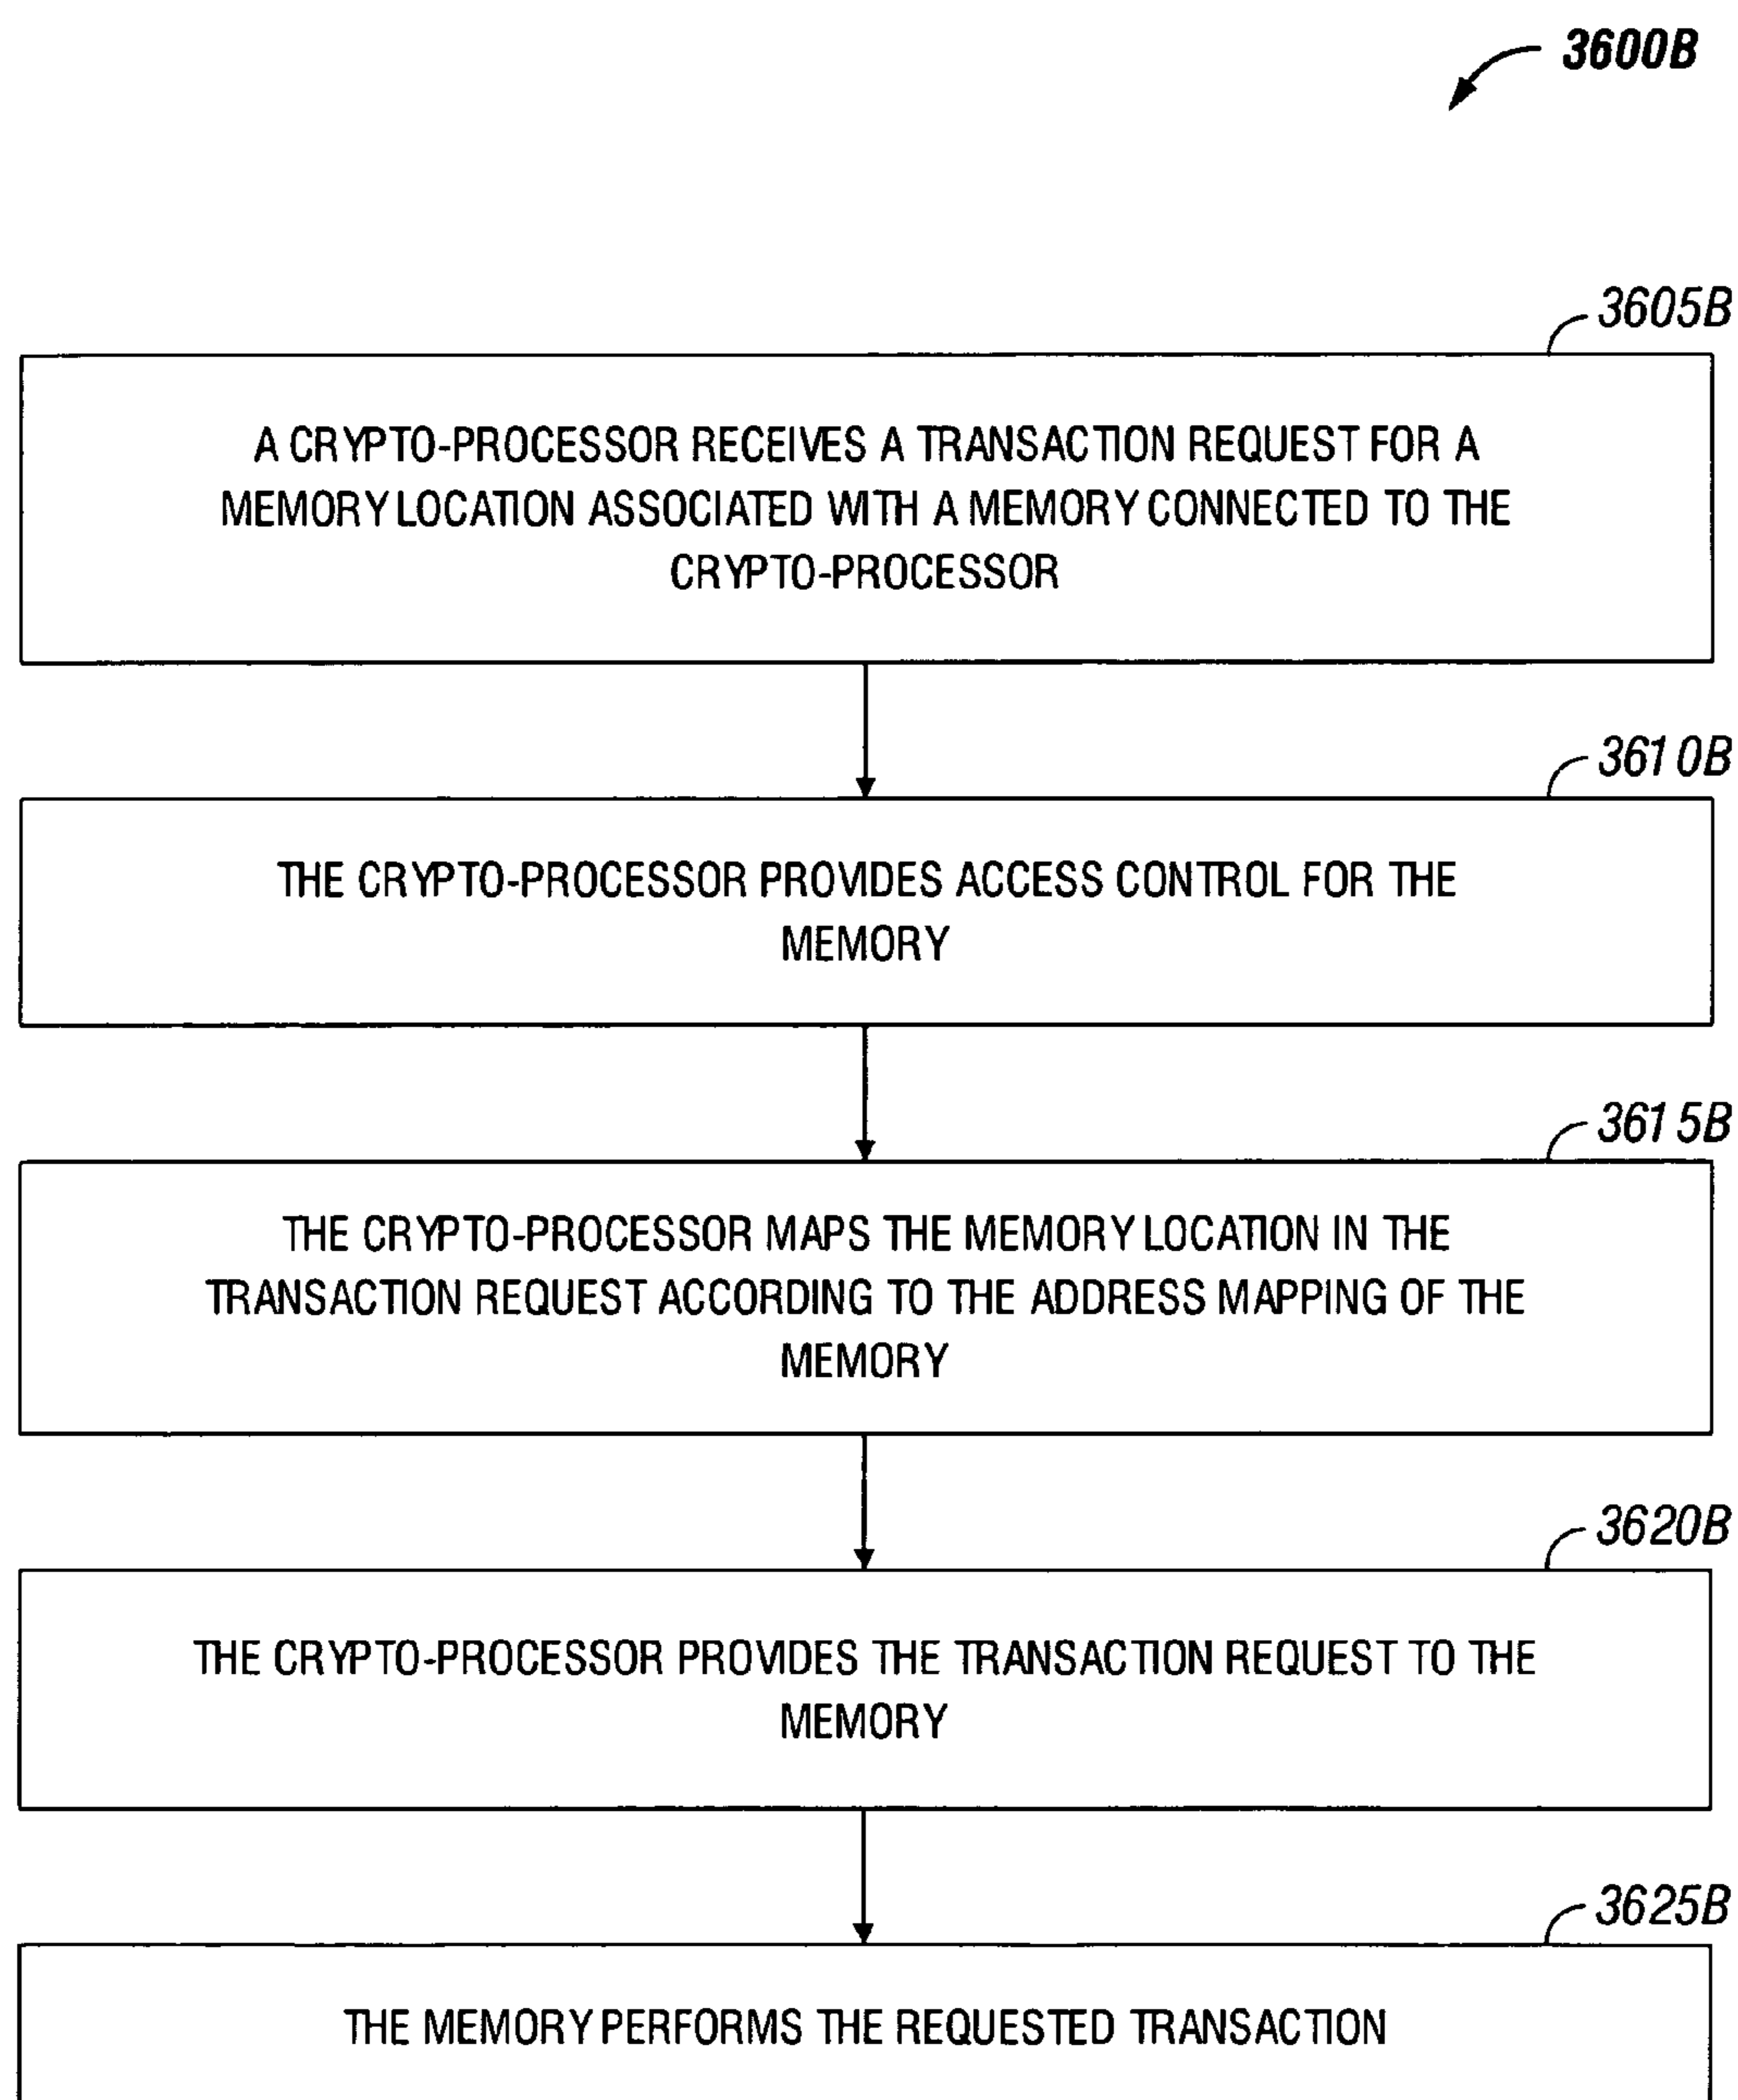 3600B
3605B
A CRYPTO-PROCESSOR RECEIVES A TRANSACTION REQUEST FOR A
MEMORY LOCATION ASSOCIATED WITH A MEMORY CONNECTED TO THE
CRYPTO-PROCESSOR
3610B
THE CRYPTO-PROCESSOR PROVIDES ACCESS CONTROL FOR THE
MEMORY
3615B
THE CRYPTO-PROCESSOR MAPS THE MEMORY LOCATION IN THE
TRANSACTION REQUEST ACCORDING TO THE ADDRESS MAPPING OF THE
MEMORY
3620B
THE CRYPTO-PROCESSOR PROVIDES THE TRANSACTION REQUEST TO THE
MEMORY
3625B
THE MEMORY PERFORMS THE REQUESTED TRANSACTION